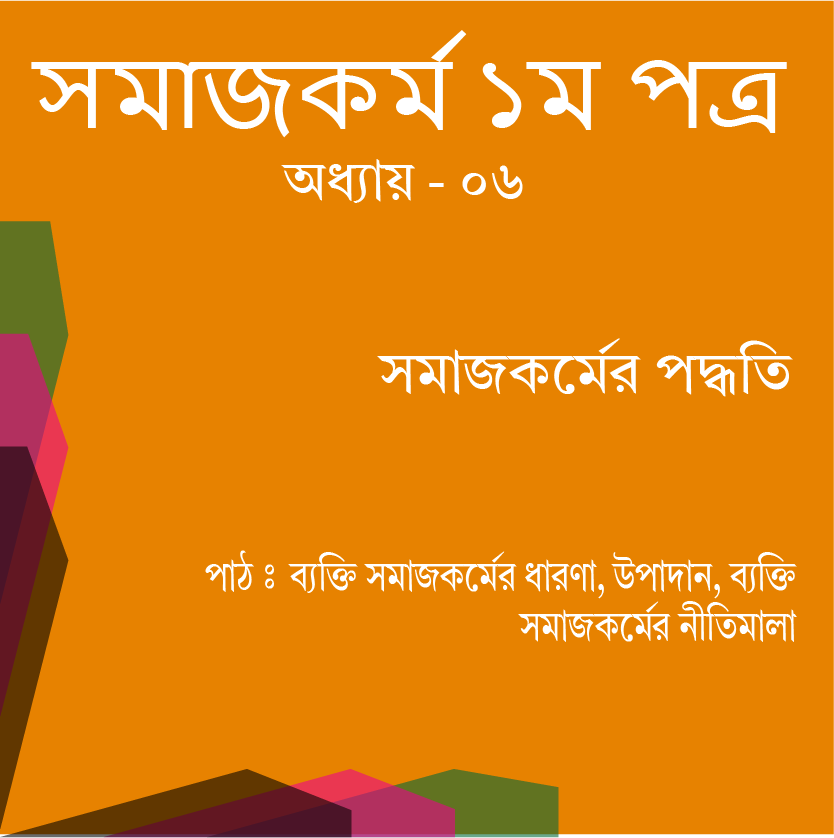 সমাজকর্ম ১ম পত্র
অধ্যায় - ০৬
সমাজকর্মের পদ্ধতি
পাঠ ঃ ব্যক্তি সমাজকর্মের ধারণা, উপাদান, ব্যক্তি
সমাজকর্মের নীতিমালা